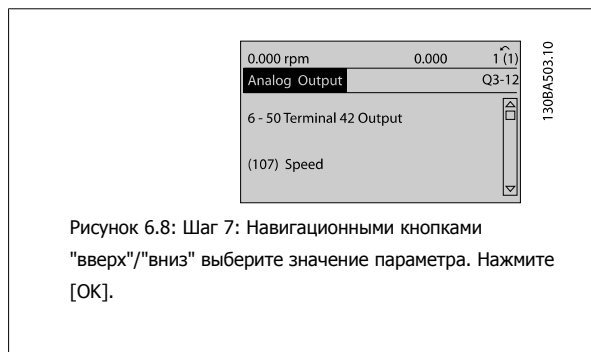 0.000 rpm 0.000 1 (1)
Analog Output Q3-12
6 - 50 Terminal 42 Output
(107) Speed
130BA503.10
Рисунок 6.8: Шаг 7: Навигационными кнопками
"вверх"/"вниз" выберите значение параметра. Нажмите
[OK].